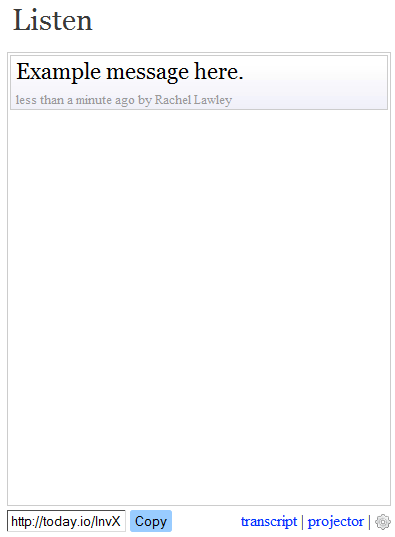 Listen
Example message here.
less than a minute ago by Rachel Lawley
http://today.io/lnvX Copy transcript | projector |